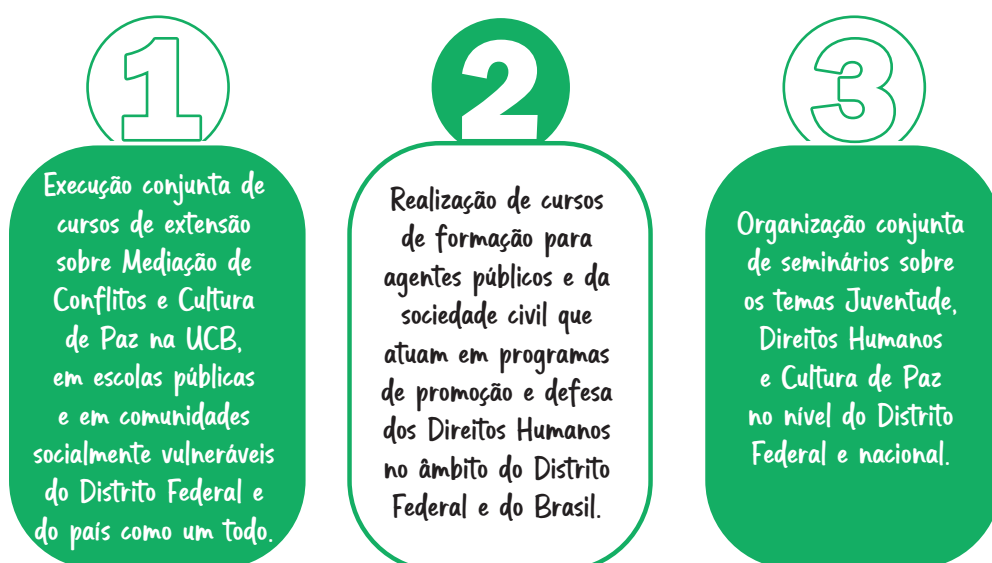 1
Execução conjunta de
cursos de extensão
sobre Mediação de
Conflitos e Cultura
de Paz na UCB,
em escolas públicas
e em comunidades
socialmente vulneráveis
do Distrito Federal e
do país como um todo.
2
Realização de cursos
de formação para
agentes públicos e da
sociedade civil que
atuam em programas
de promoção e defesa
dos Direitos Humanos
no âmbito do Distrito
Federal e do Brasil.
3
Organização conjunta
de seminários sobre
os temas Juventude,
Direitos Humanos
e Cultura de Paz
no nível do Distrito
Federal e nacional.